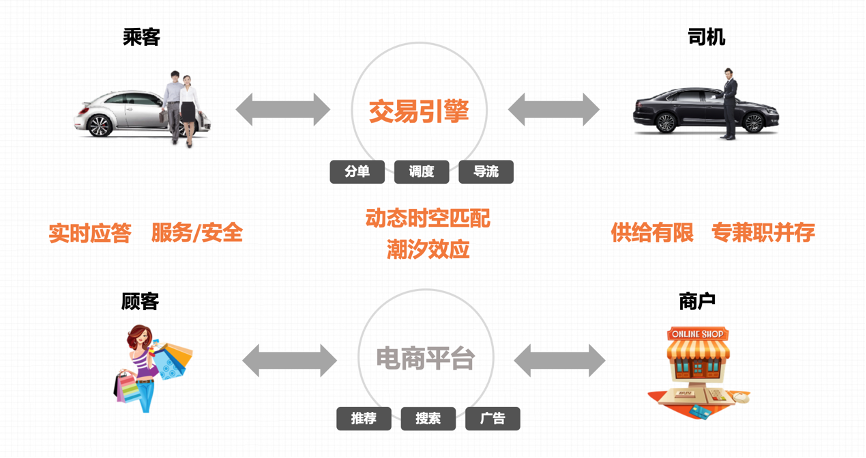 乘客
司机
交易引擎
分单 调度 导流
实时应答 服务/安全
动态时空匹配
潮汐效应
供给有限 专兼职并存
顾客
商户
ONLINE SHOP
电商平台
推荐 搜索 广告